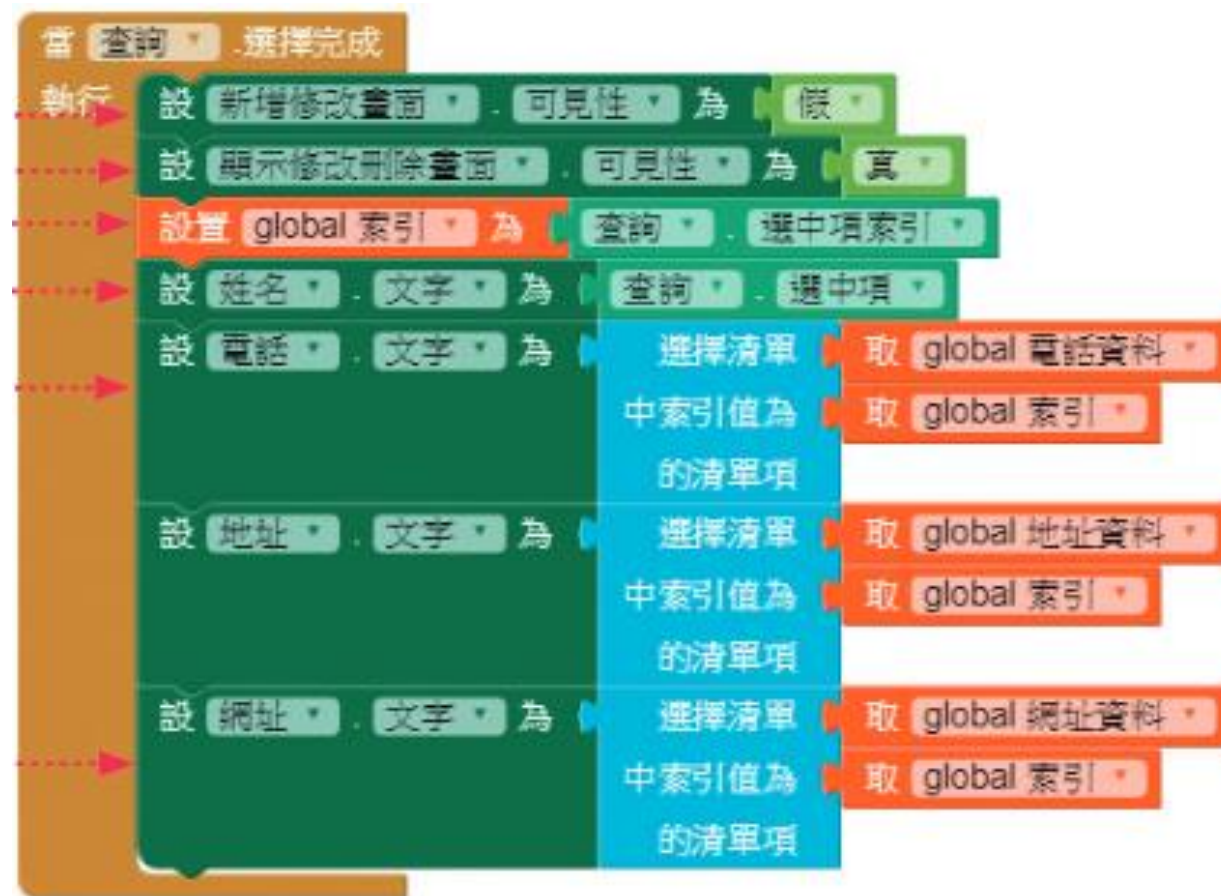 當 查詢 .選擇完成
執行 設 新增修改畫面 . 可見性 為 假
設 顯示修改刪除畫面 . 可見性 為 真
設置 global 索引 為 查詢 . 選中項索引
設 姓名 . 文字 為 查詢 . 選中項
設 電話 . 文字 為 選擇清單 取 global 電話資料
中索引值為 取 global 索引
的清單項
設 地址 . 文字 為 選擇清單 取 global 地址資料
中索引值為 取 global 索引
的清單項
設 網址 . 文字 為 選擇清單 取 global 網址資料
中索引值為 取 global 索引
的清單項